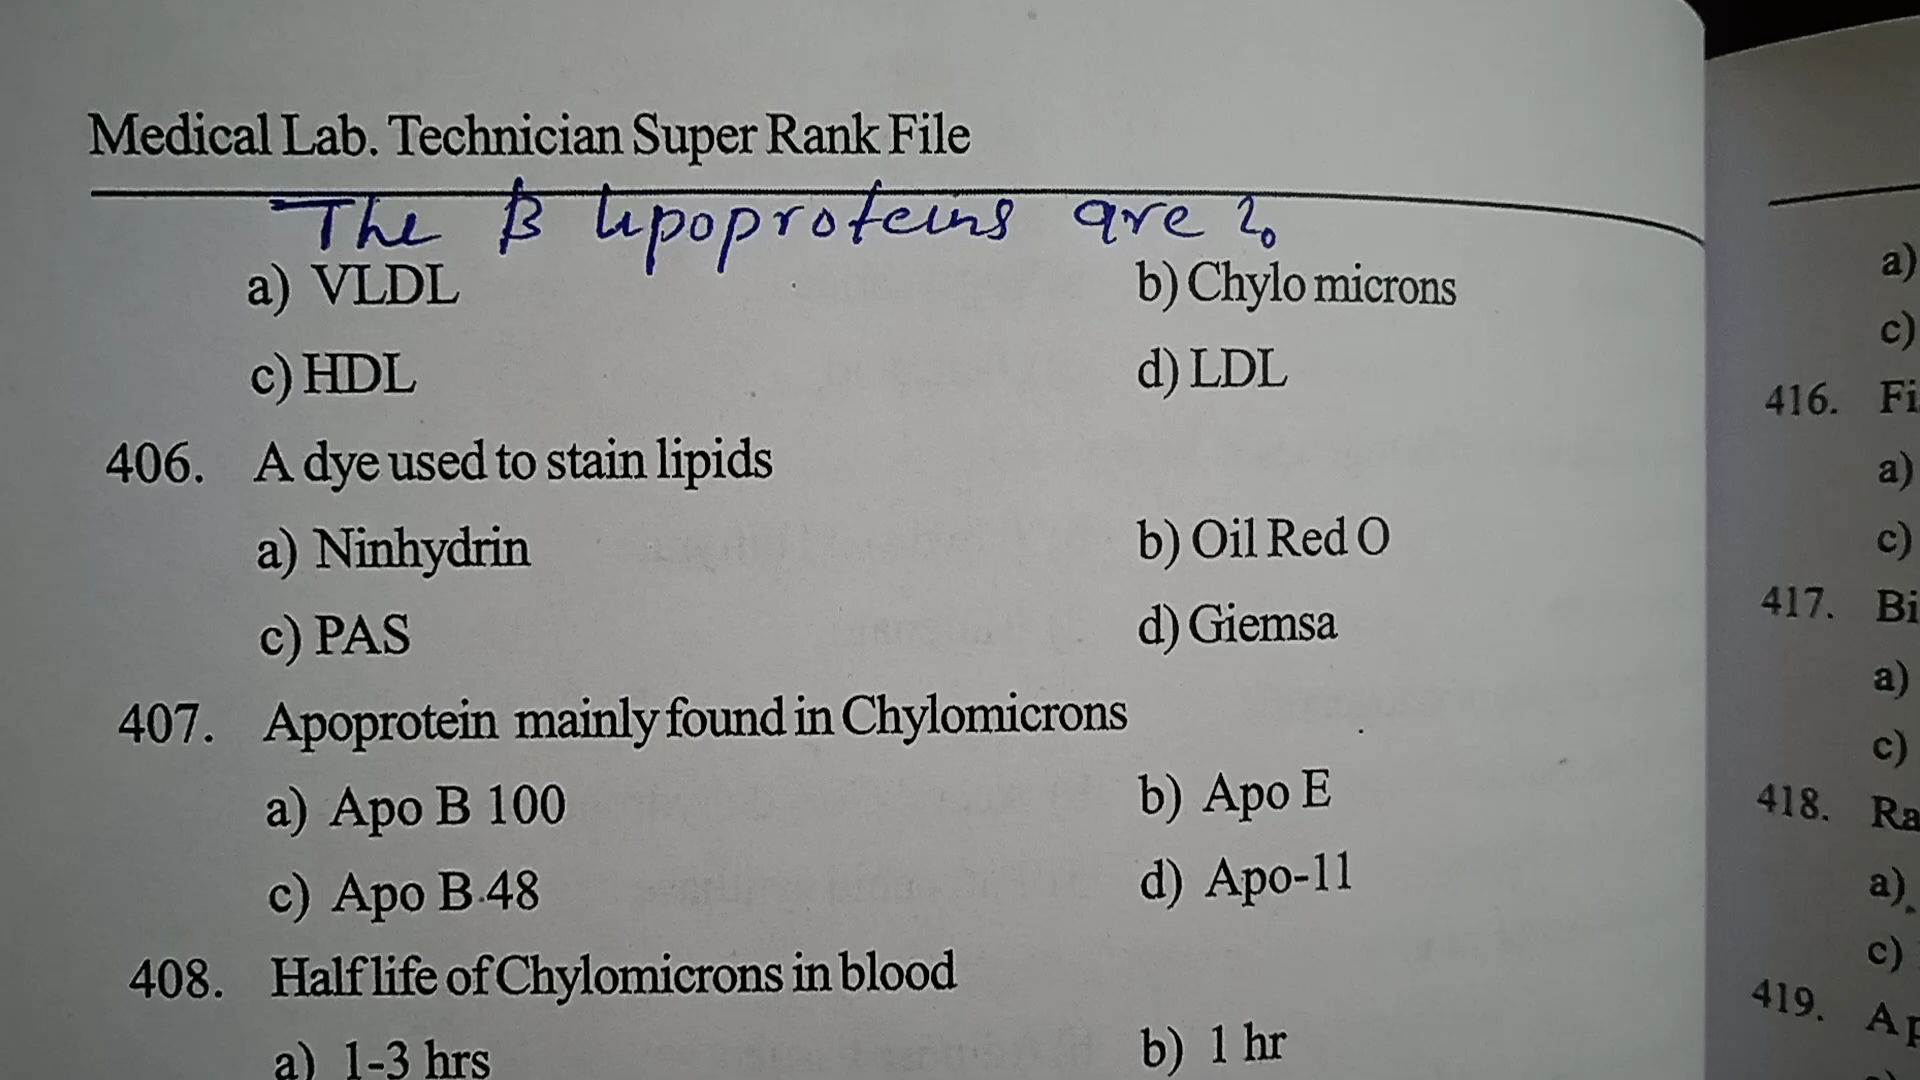 Medical Lab. Technician Super Rank File
The β lipoproteins are ?
a) VLDL b) Chylo microns
c) HDL d) LDL
406. A dye used to stain lipids
a) Ninhydrin b) Oil Red O
c) PAS d) Giemsa
407. Apoprotein mainly found in Chylomicrons
a) Apo B 100 b) Apo E
c) Apo B-48 d) Apo-11
408. Half life of Chylomicrons in blood
a) 1-3 hrs b) 1 hr
a)
c)
416. Fi
a)
c)
417. Bi
a)
c)
418. Ra
a)
c)
419. A p